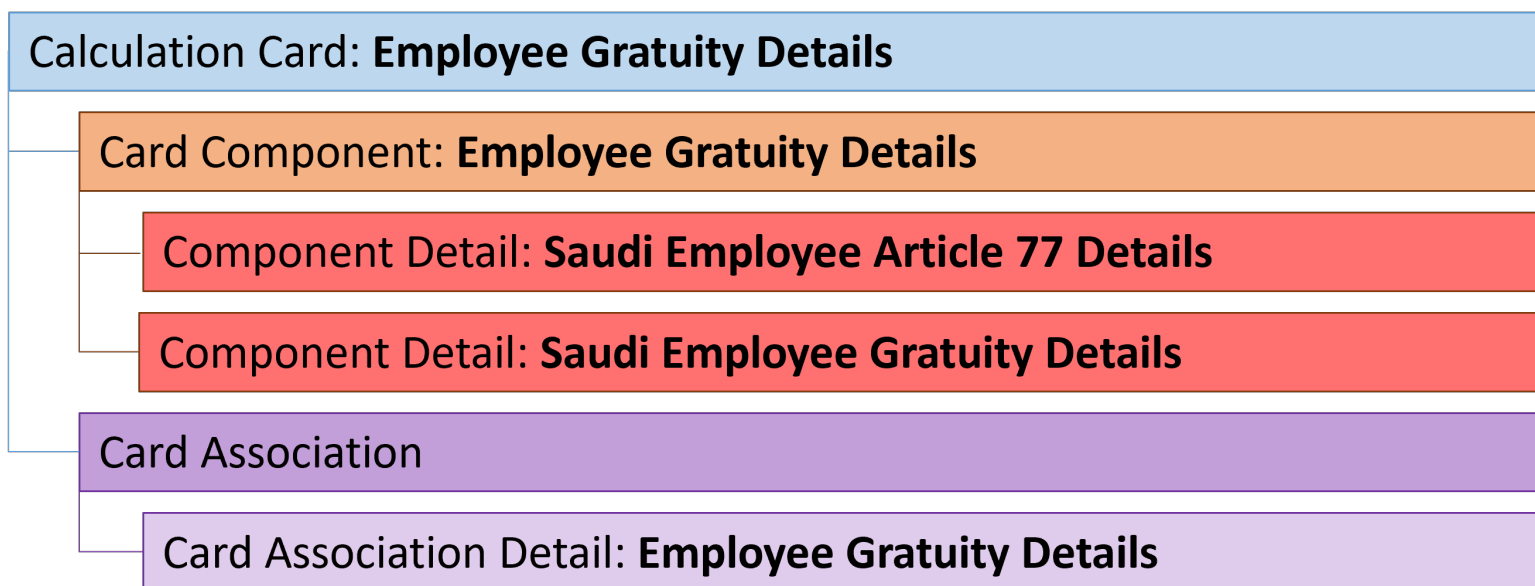 Calculation Card: Employee Gratuity Details
Card Component: Employee Gratuity Details
Component Detail: Saudi Employee Article 77 Details
Component Detail: Saudi Employee Gratuity Details
Card Association
Card Association Detail: Employee Gratuity Details